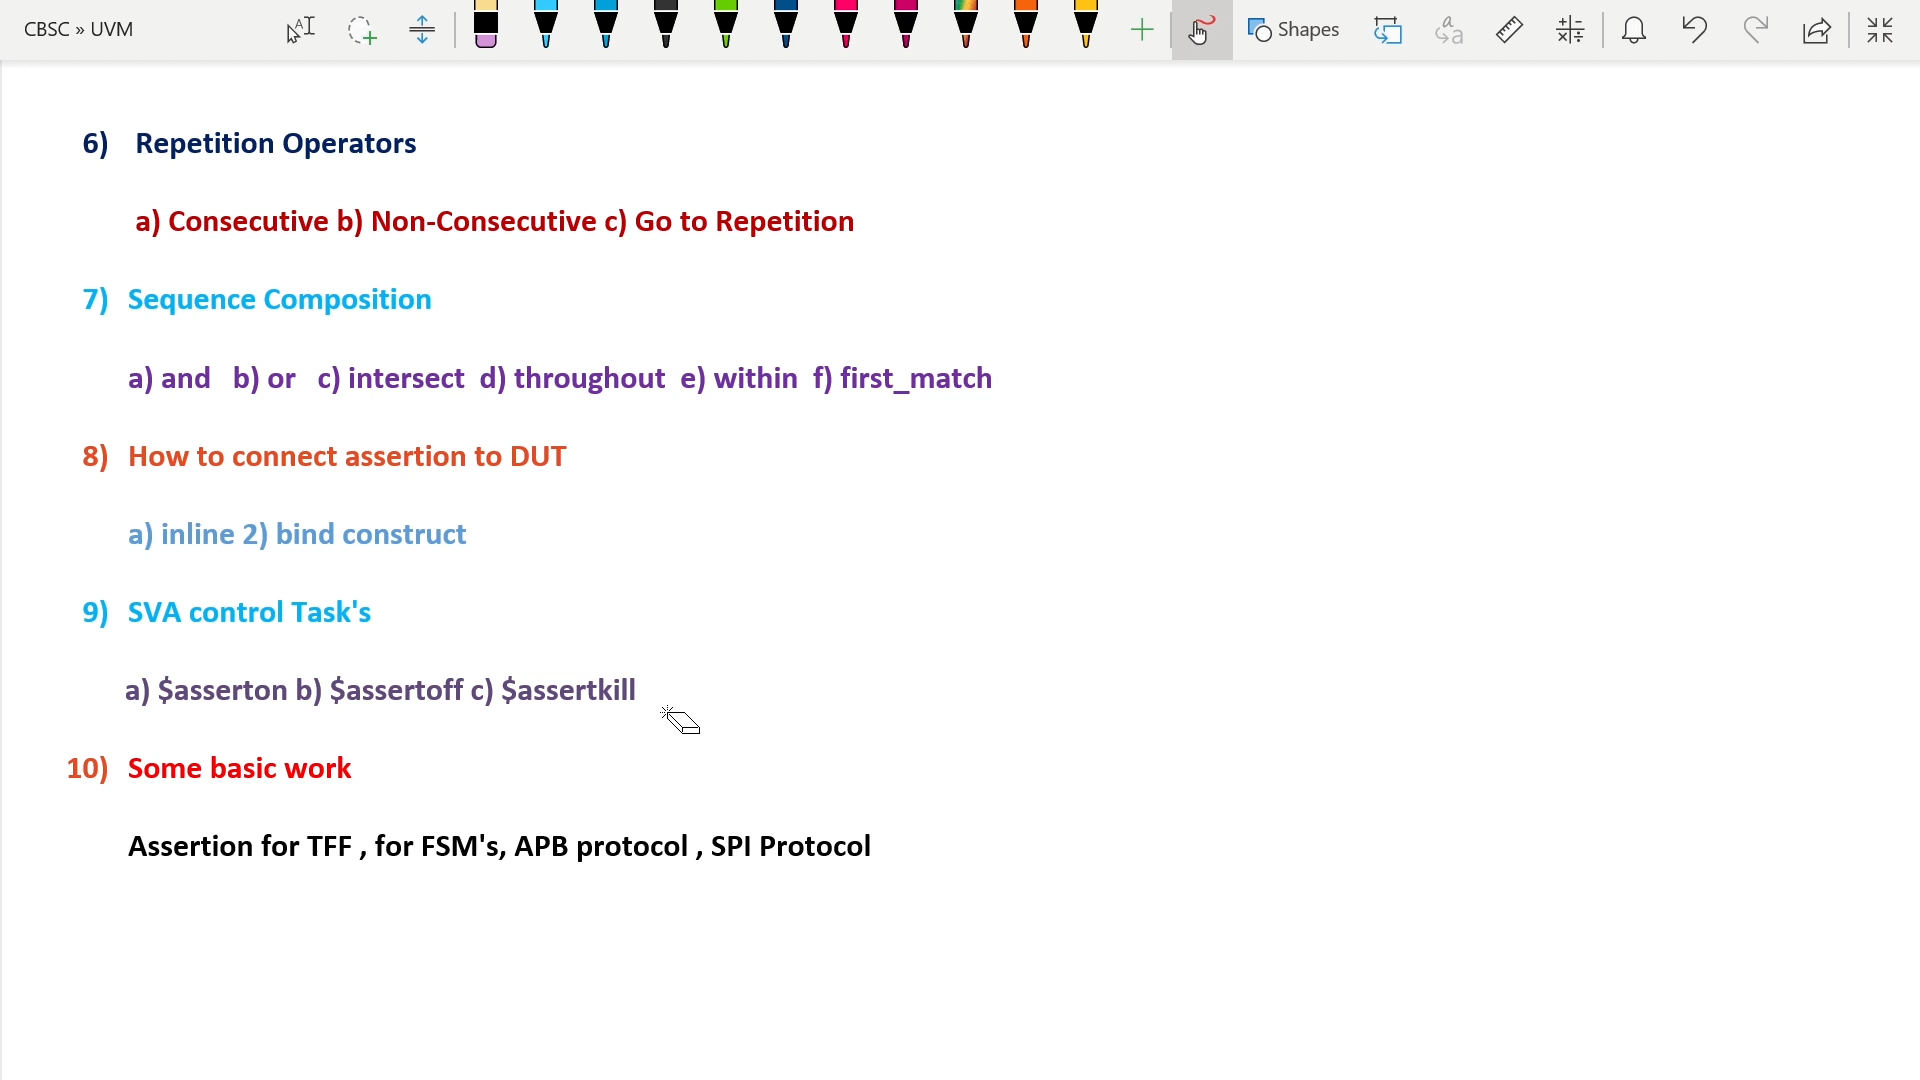 CBSC » UVM
Shapes
6) Repetition Operators
a) Consecutive b) Non-Consecutive c) Go to Repetition
7) Sequence Composition
a) and b) or c) intersect d) throughout e) within f) first_match
8) How to connect assertion to DUT
a) inline 2) bind construct
9) SVA control Task's
a) $asserton b) $assertoff c) $assertkill
10) Some basic work
Assertion for TFF , for FSM's, APB protocol , SPI Protocol